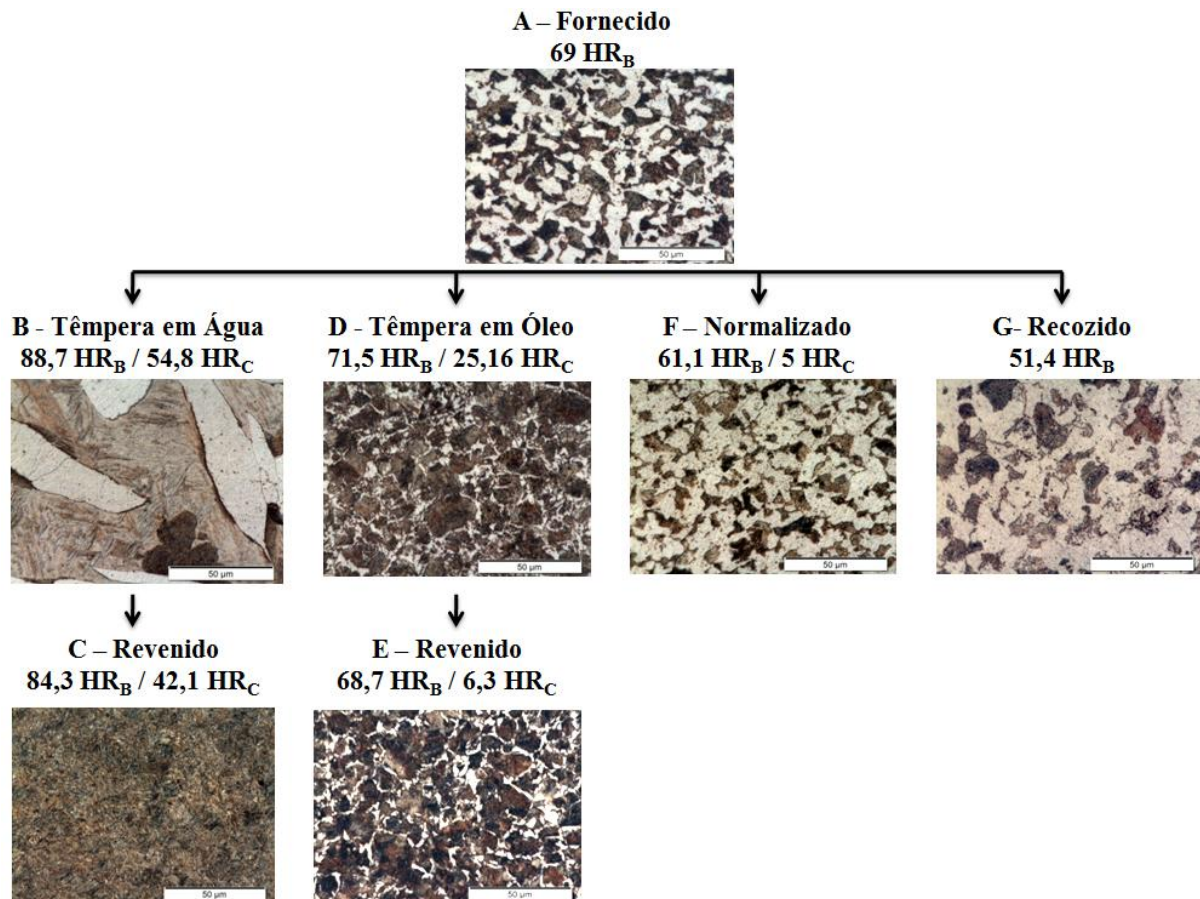 A – Fornecido
69 HRB
50 µm
B - Têmpera em Água
88,7 HRB / 54,8 HRC
50 µm
D - Têmpera em Óleo
71,5 HRB / 25,16 HRC
50 µm
F – Normalizado
61,1 HRB / 5 HRC
50 µm
G- Recozido
51,4 HRB
50 µm
C – Revenido
84,3 HRB / 42,1 HRC
50 µm
E – Revenido
68,7 HRB / 6,3 HRC
50 µm